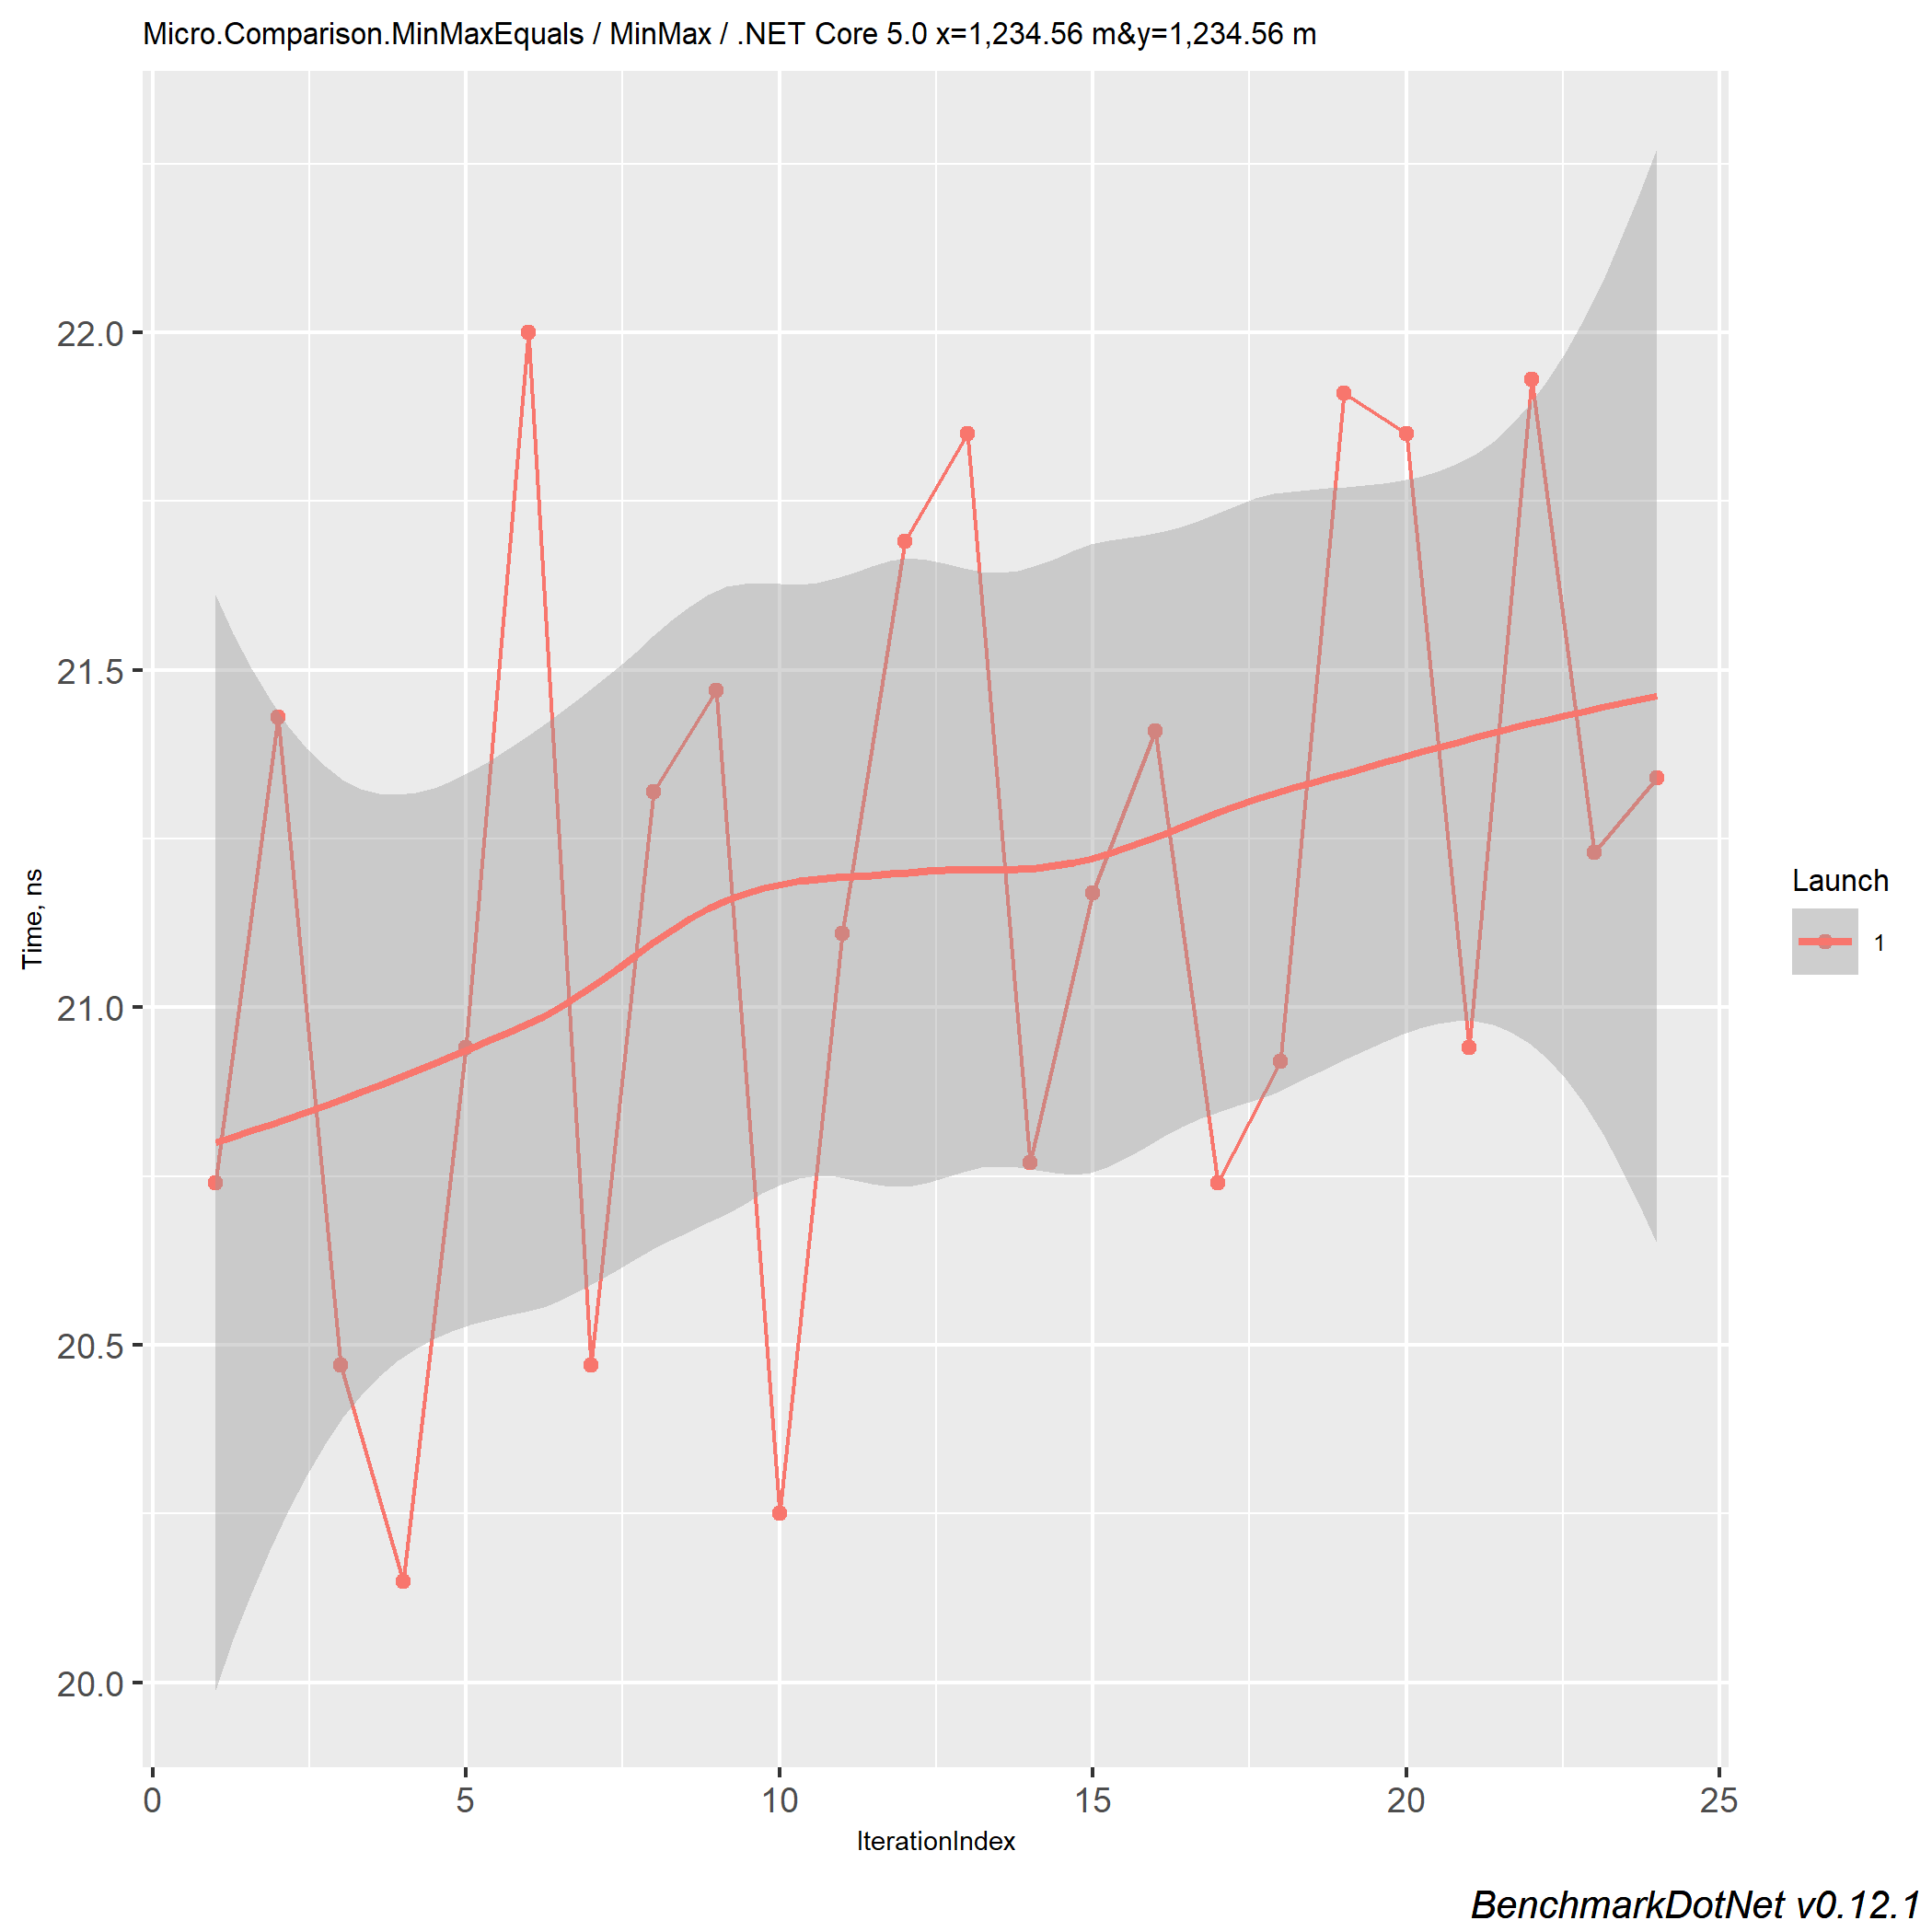 Micro.Comparison.MinMaxEquals / MinMax / .NET Core 5.0 x=1,234.56 m&y=1,234.56 m
Time, ns
22.0
21.5
21.0
20.5
20.0
0 5 10 15 20 25
IterationIndex
Launch
1
BenchmarkDotNet v0.12.1